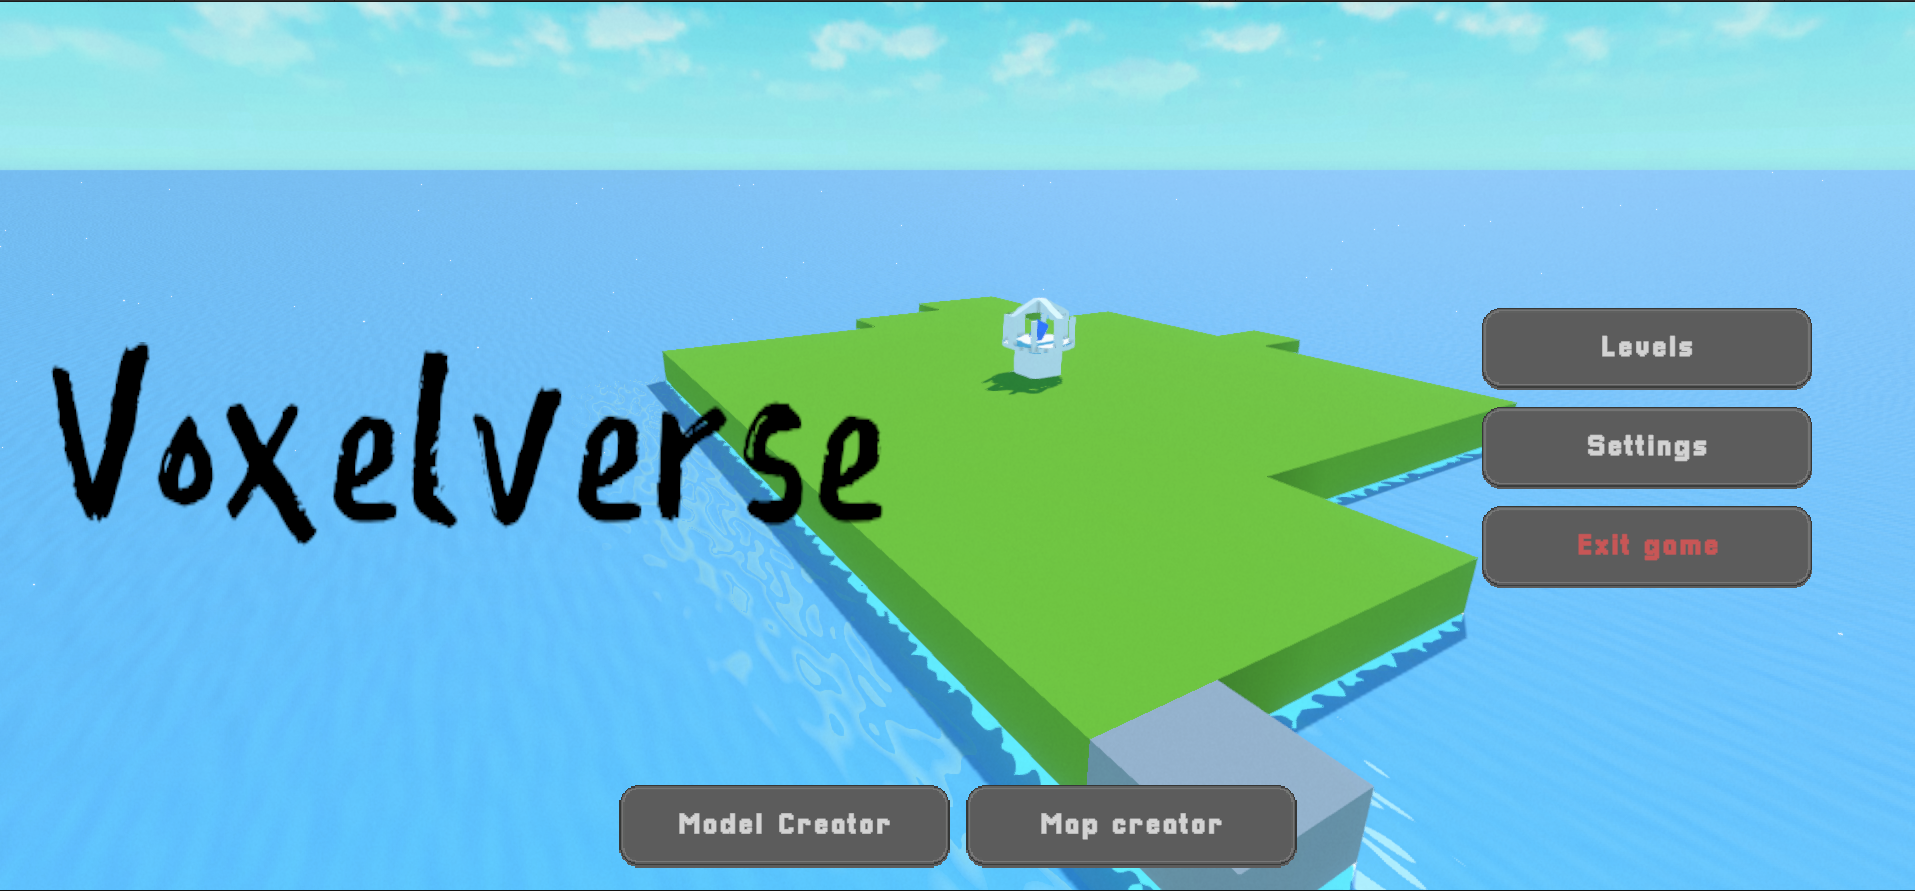 Voxelverse
Levels
Settings
Exit game
Model Creator
Map creator